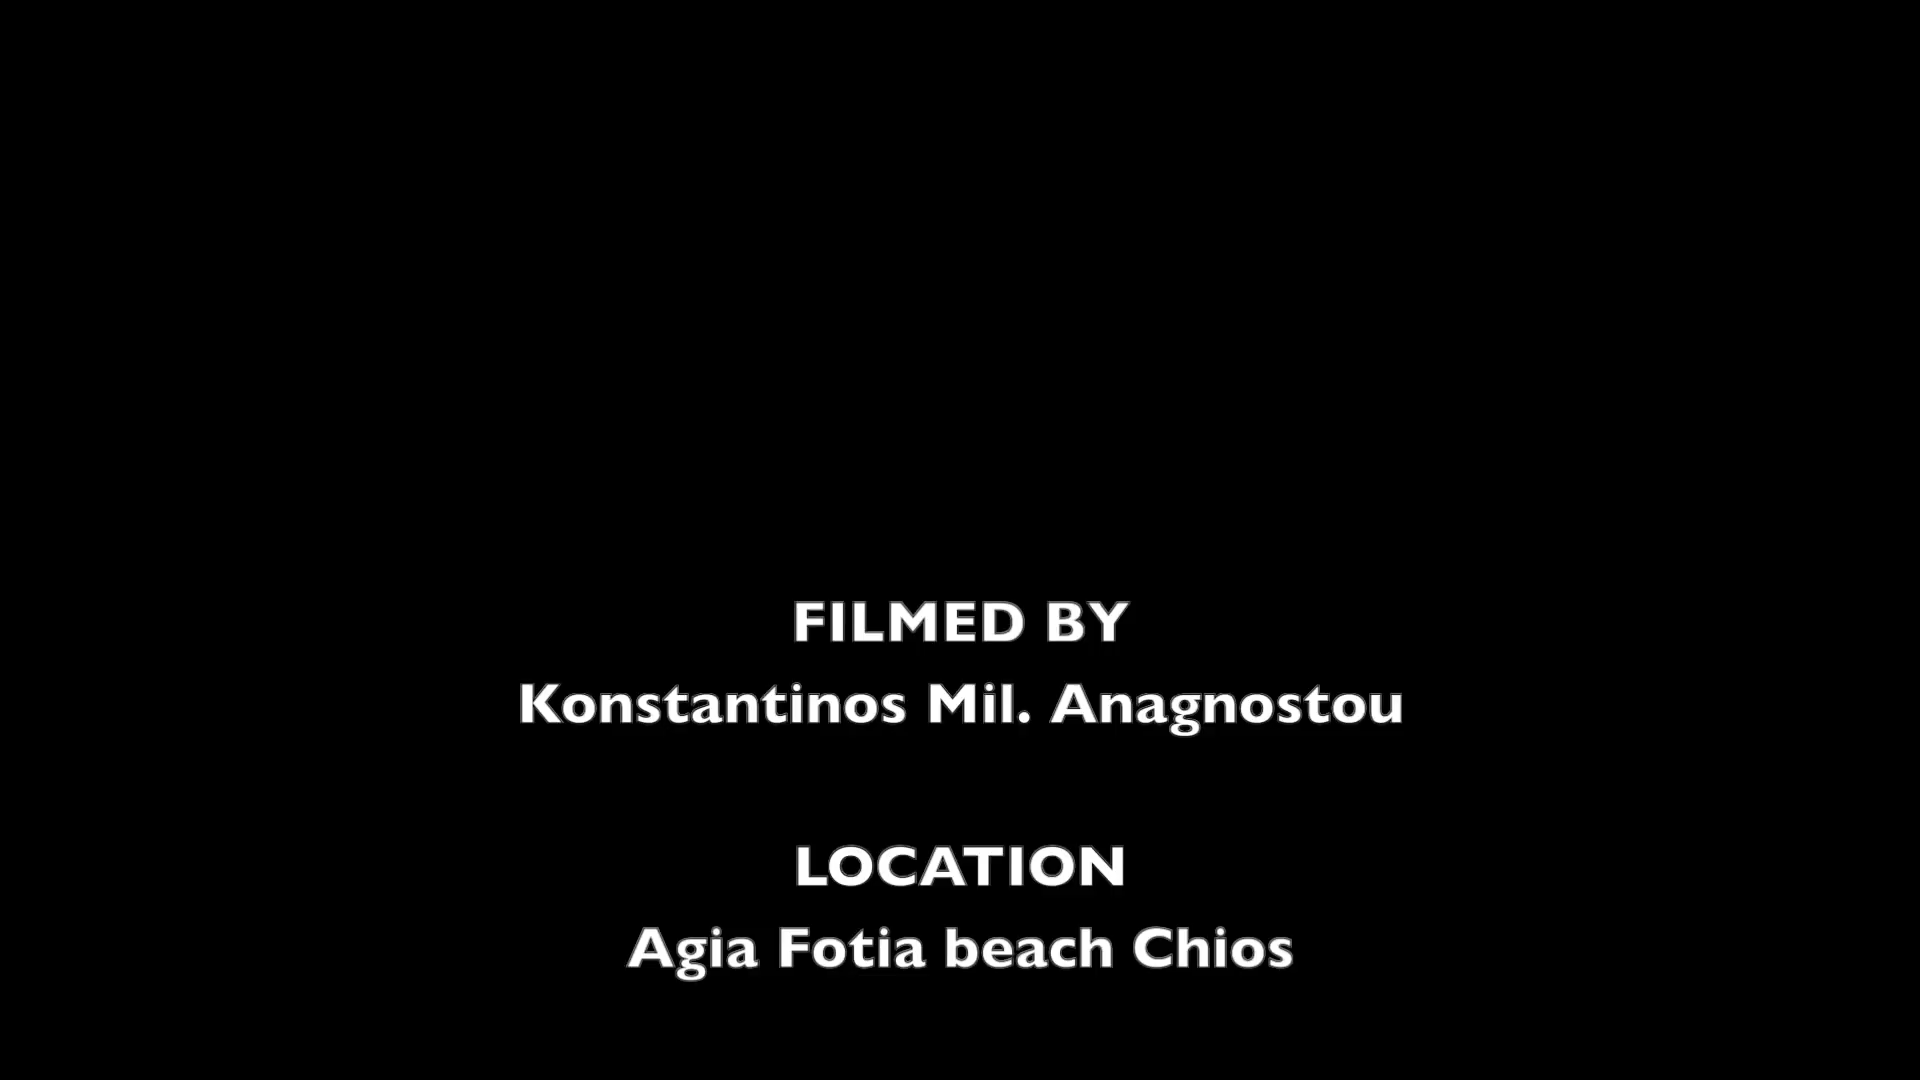 FILMED BY
Konstantinos Mil. Anagnostou
LOCATION
Agia Fotia beach Chios